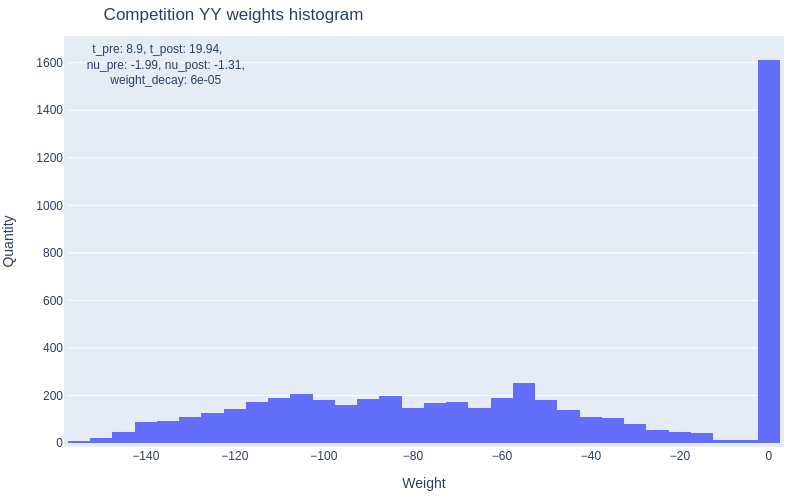 Competition YY weights histogram
t_pre: 8.9, t_post: 19.94,
nu_pre: -1.99, nu_post: -1.31,
weight_decay: 6e-05
Quantity
1600
1400
1200
1000
800
600
400
200
0
−140 −120 −100 −80 −60 −40 −20 0
Weight